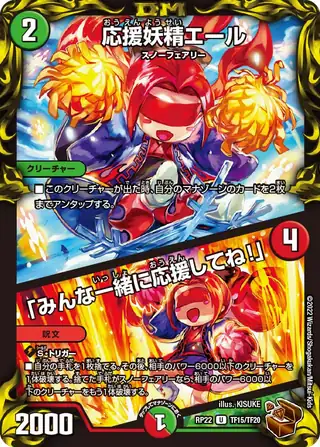 DM
2
おうえんようせい
応援妖精エール
スノーフェアリー
クリーチャー
■このクリーチャーが出た時、自分のマナゾーンのカードを2枚
までアンタップする。
いっしょ おうえん
「みんな一緒に応援してね!」
4
呪文
S・トリガー
■自分の手札を1枚捨てる。その後、相手のパワー6000以下のクリーチャーを
1体破壊する。捨てた手札がスノーフェアリーなら、相手のパワー6000以
下のクリーチャーをもう1体破壊する。
©2022 Wizards/Shogakukan/Mitsui-Kids
illus. KISUKE
2000
1
RP22 U TF15/TF20